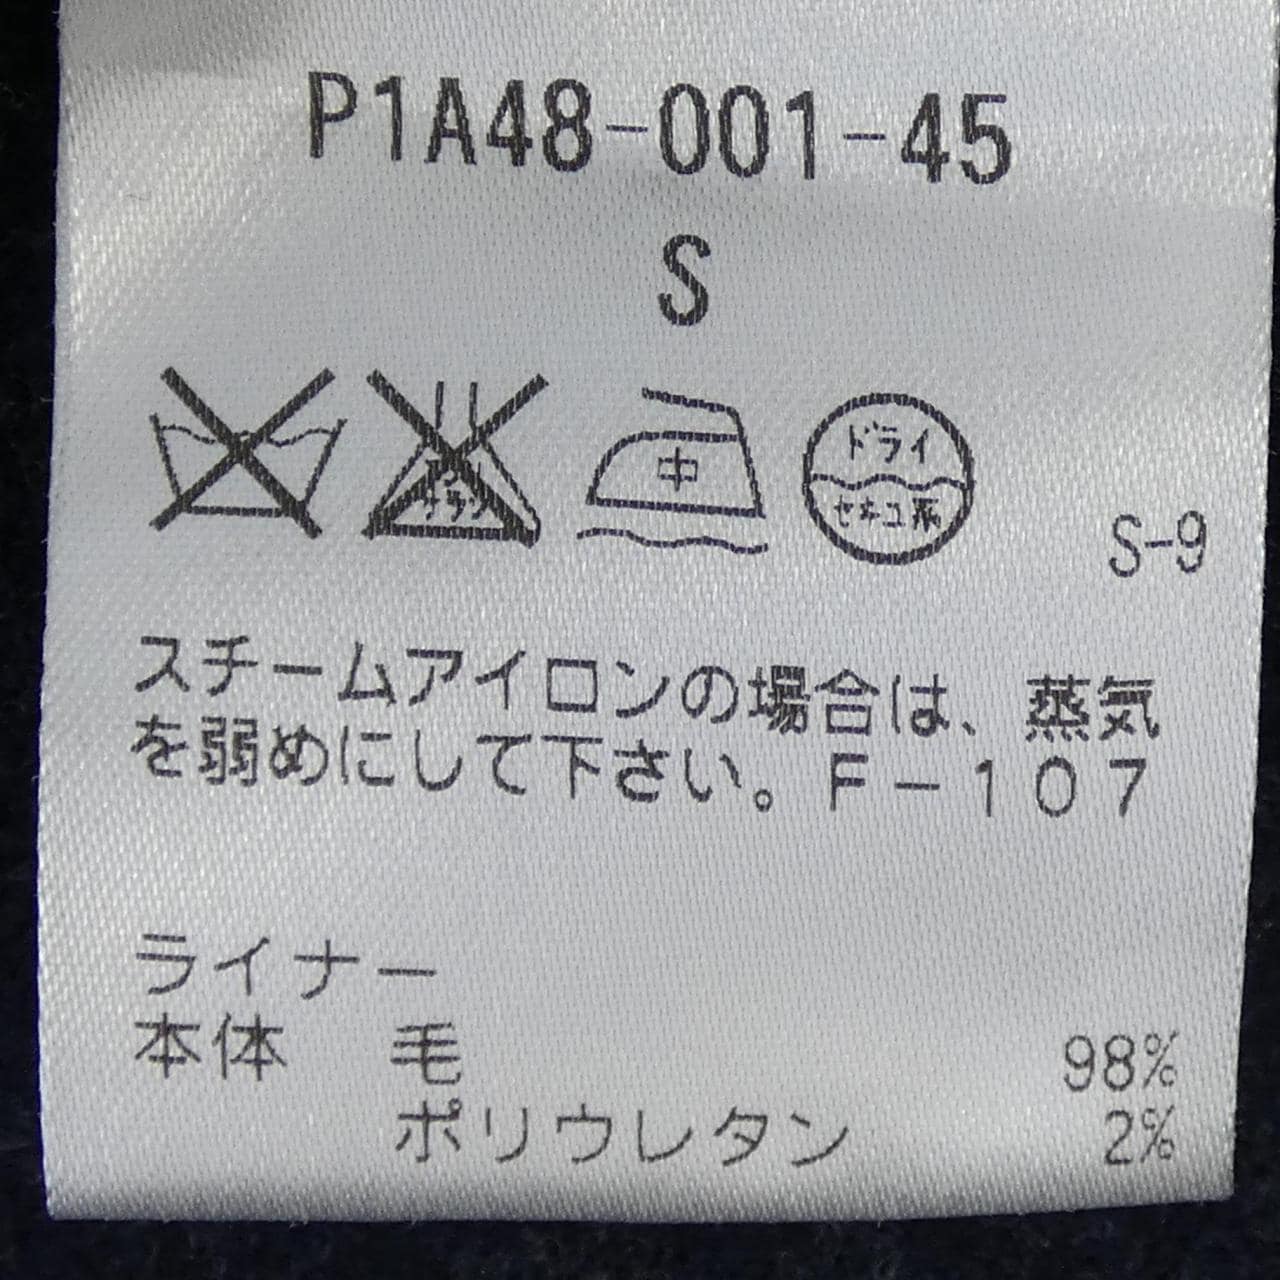 P1A48-001-45
S
中
ドライ
セキユ系
S-9
スチームアイロンの場合は、蒸気
を弱めにして下さい。F-107
ライナー
本体 毛 98%
ポリウレタン 2%